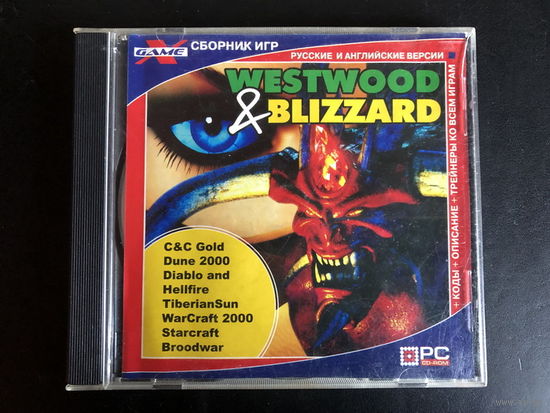 GAME X
СБОРНИК ИГР
РУССКИЕ И АНГЛИЙСКИЕ ВЕРСИИ
WESTWOOD
& BLIZZARD
+ КОДЫ + ОПИСАНИЕ + ТРЕЙНЕРЫ КО ВСЕМ ИГРАМ
C&C Gold
Dune 2000
Diablo and
Hellfire
TiberianSun
WarCraft 2000
Starcraft
Broodwar
PC
CD-ROM